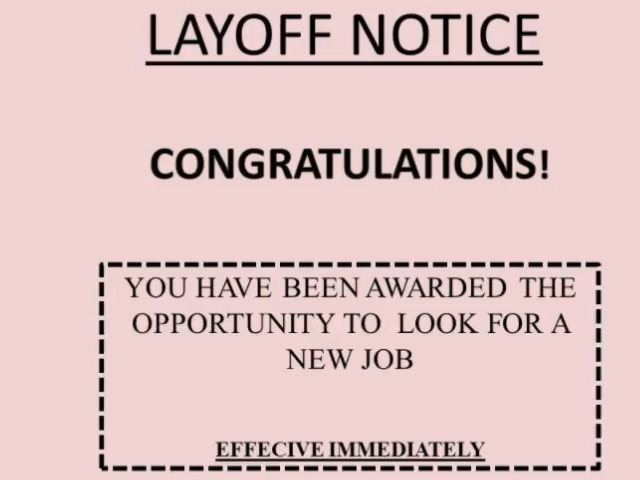 LAYOFF NOTICE
CONGRATULATIONS!
YOU HAVE BEEN AWARDED THE
OPPORTUNITY TO LOOK FOR A
NEW JOB
EFFECIVE IMMEDIATELY